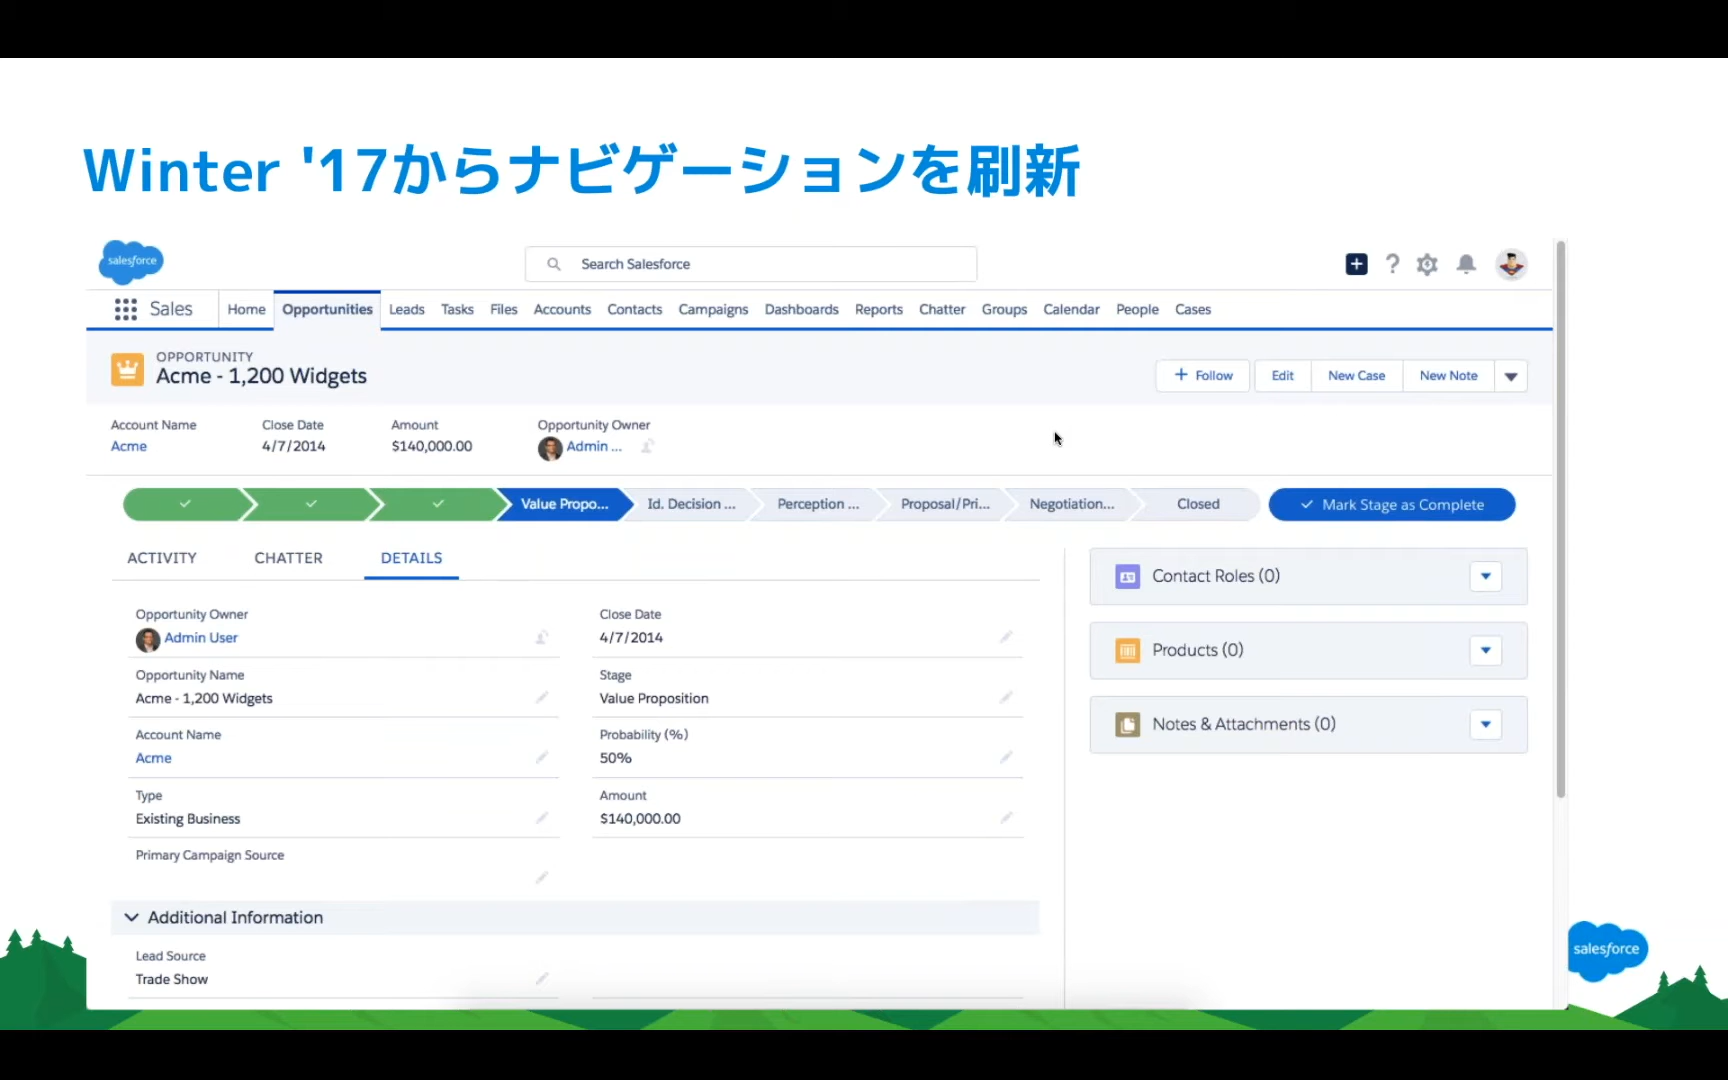 Winter '17からナビゲーションを刷新
salesforce
Search Salesforce
Sales Home Opportunities Leads Tasks Files Accounts Contacts Campaigns Dashboards Reports Chatter Groups Calendar People Cases
OPPORTUNITY
Acme - 1,200 Widgets
Follow Edit New Case New Note
Account Name Close Date Amount Opportunity Owner
Acme 4/7/2014 $140,000.00 Admin ...
Value Propo... Id. Decision ... Perception ... Proposal/Pri... Negotiation... Closed Mark Stage as Complete
ACTIVITY CHATTER DETAILS
Opportunity Owner
Admin User
Opportunity Name
Acme - 1,200 Widgets
Account Name
Acme
Type
Existing Business
Primary Campaign Source
Close Date
4/7/2014
Stage
Value Proposition
Probability (%)
50%
Amount
$140,000.00
Additional Information
Lead Source
Trade Show
Contact Roles (0)
Products (0)
Notes & Attachments (0)
salesforce